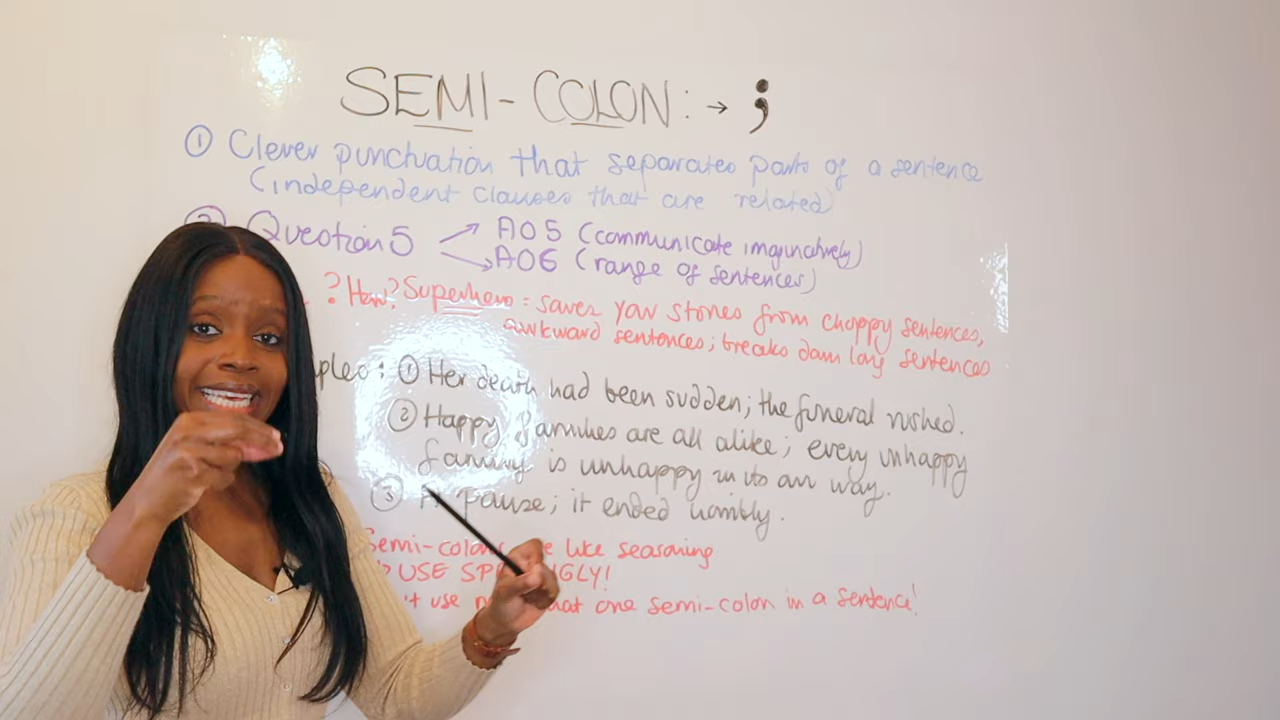 SEMI-COLON: → ;
① Clever punctuation that separates parts of a sentence
(independent clauses that are related)
② Question 5 → AO5 (communicate imaginatively)
→ AO6 (range of sentences)
? How? Superhero: saves your stories from choppy sentences,
awkward sentences; breaks down long sentences
① Her death had been sudden; the funeral rushed.
② Happy families are all alike; every unhappy
family is unhappy in its own way.
③ A pause; it ended humbly.
Semi-colons like seasoning
USE SPARINGLY!
use that one semi-colon in a sentence!